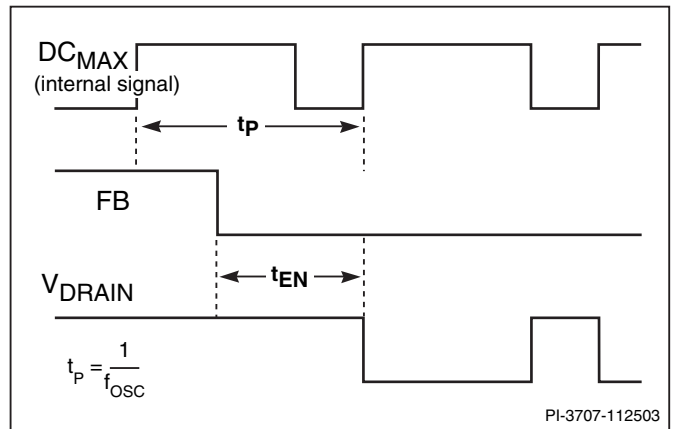 DCMAX
(internal signal)
tP
FB
tEN
VDRAIN
tP = 1/fOSC
PI-3707-112503